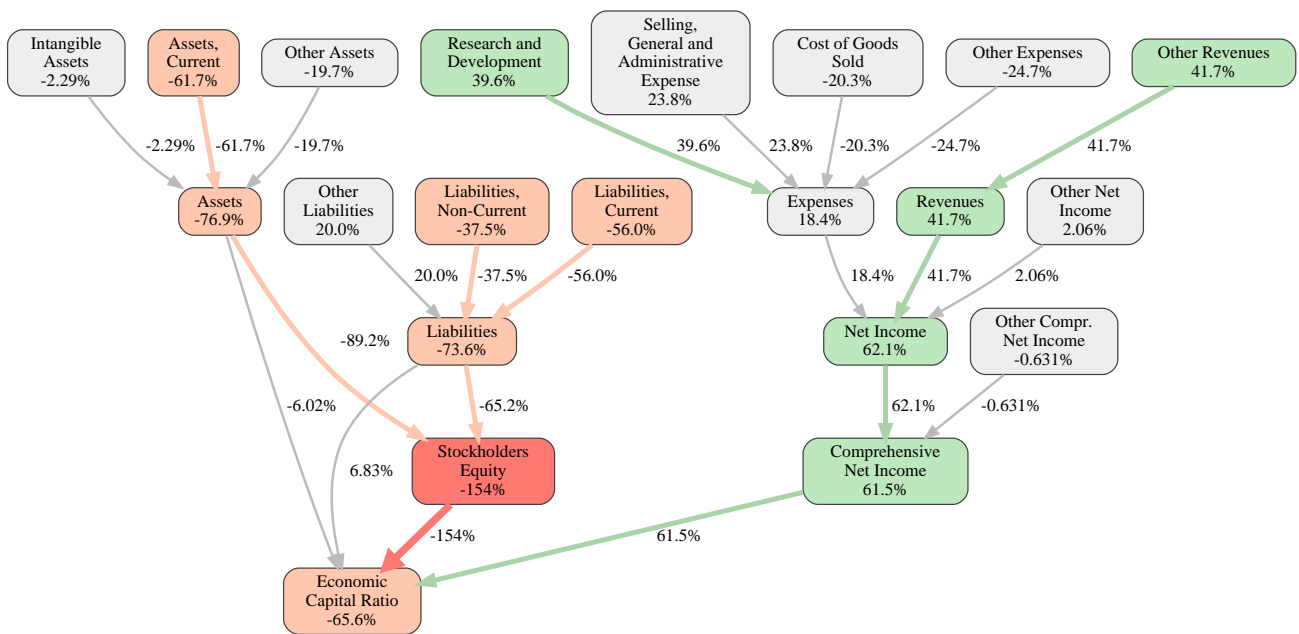 Intangible
Assets
-2.29%
Assets,
Current
-61.7%
Other Assets
-19.7%
Research and
Development
39.6%
Selling,
General and
Administrative
Expense
23.8%
Cost of Goods
Sold
-20.3%
Other Expenses
-24.7%
Other Revenues
41.7%
-2.29%
-61.7%
-19.7%
39.6%
23.8%
-20.3%
-24.7%
41.7%
Assets
-76.9%
Other
Liabilities
20.0%
Liabilities,
Non-Current
-37.5%
Liabilities,
Current
-56.0%
Expenses
18.4%
Revenues
41.7%
Other Net
Income
2.06%
20.0%
-37.5%
-56.0%
18.4%
41.7%
2.06%
-89.2%
Liabilities
-73.6%
Net Income
62.1%
Other Compr.
Net Income
-0.631%
-6.02%
-65.2%
62.1%
-0.631%
6.83%
Stockholders
Equity
-154%
Comprehensive
Net Income
61.5%
-154%
61.5%
Economic
Capital Ratio
-65.6%